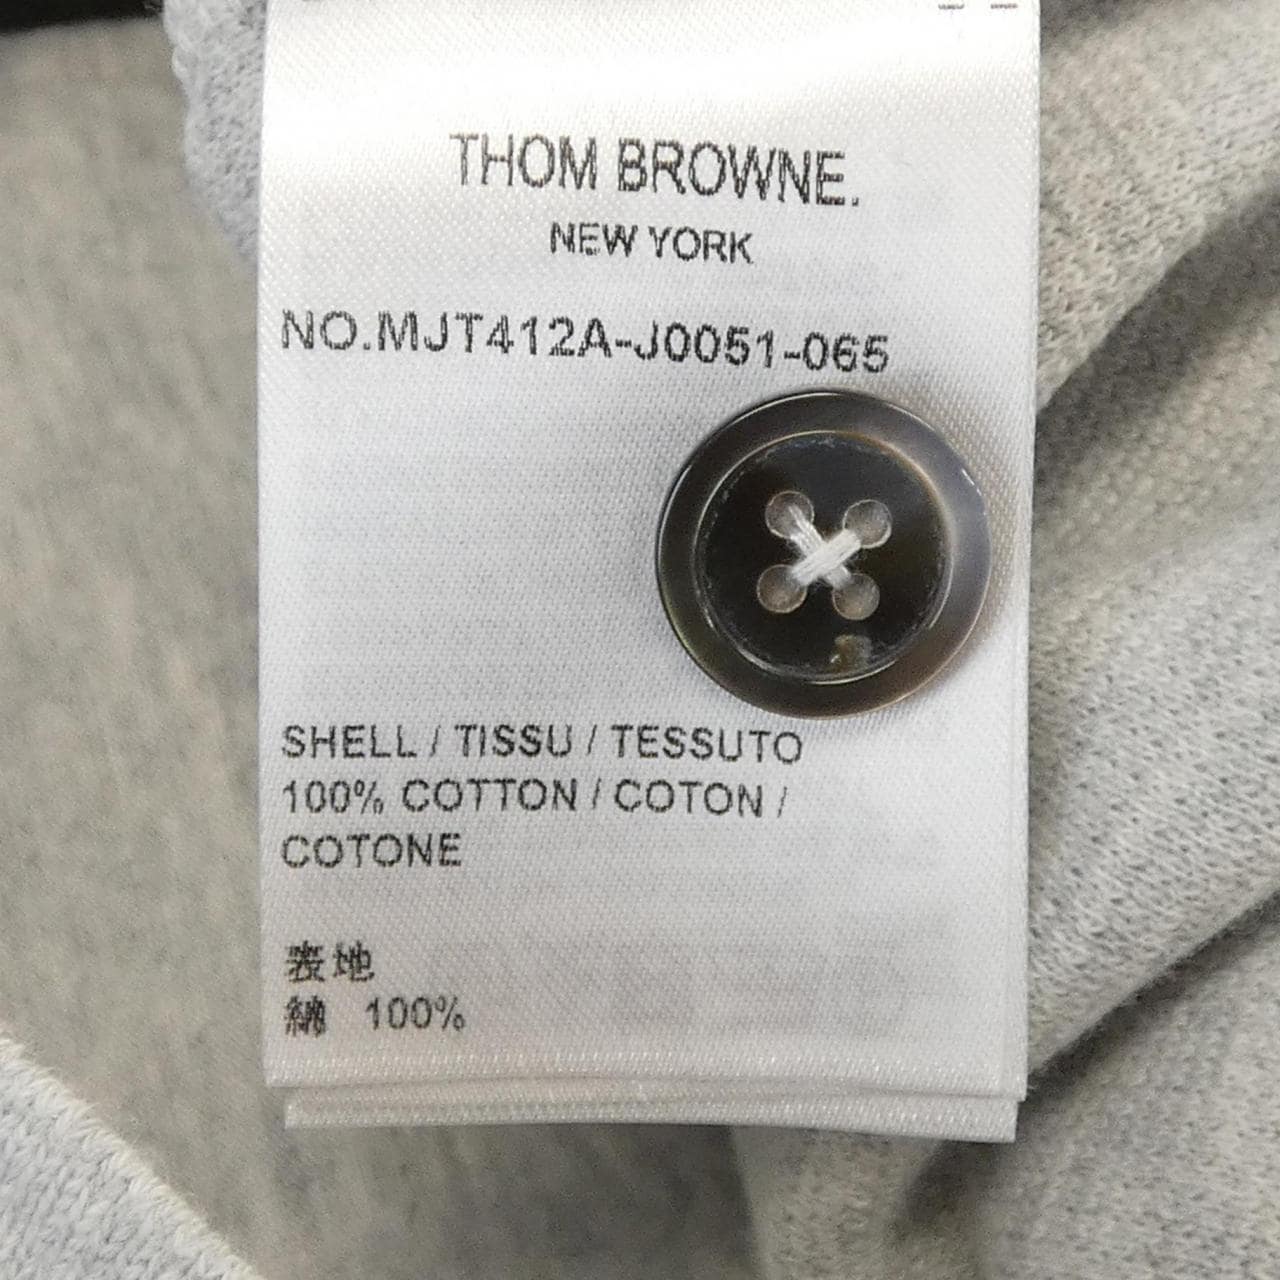 THOM BROWNE.
NEW YORK
NO.MJT412A-J0051-065
SHELL / TISSU / TESSUTO
100% COTTON / COTON /
COTONE
表地
綿 100%